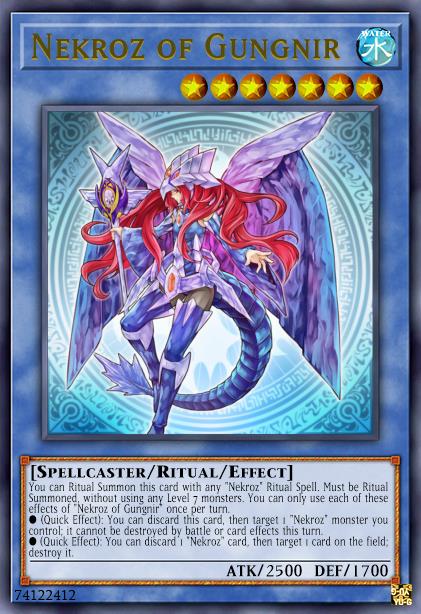 NEKROZ OF GUNGNIR
WATER
水
[SPELLCASTER/RITUAL/EFFECT]
You can Ritual Summon this card with any "Nekroz" Ritual Spell. Must be Ritual
Summoned, without using any Level 7 monsters. You can only use each of these
effects of "Nekroz of Gungnir" once per turn.
● (Quick Effect): You can discard this card, then target 1 "Nekroz" monster you
control; it cannot be destroyed by battle or card effects this turn.
● (Quick Effect): You can discard 1 "Nekroz" card, then target 1 card on the field;
destroy it.
ATK/2500 DEF/1700
74122412